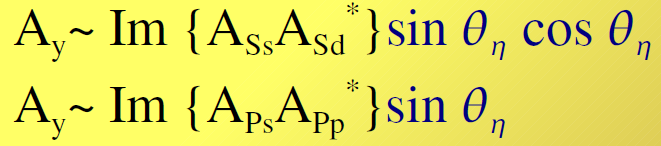 A_y~ Im {A_Ss A_Sd^*}sin θ_η cos θ_η
A_y~ Im {A_Ps A_Pp^*}sin θ_η